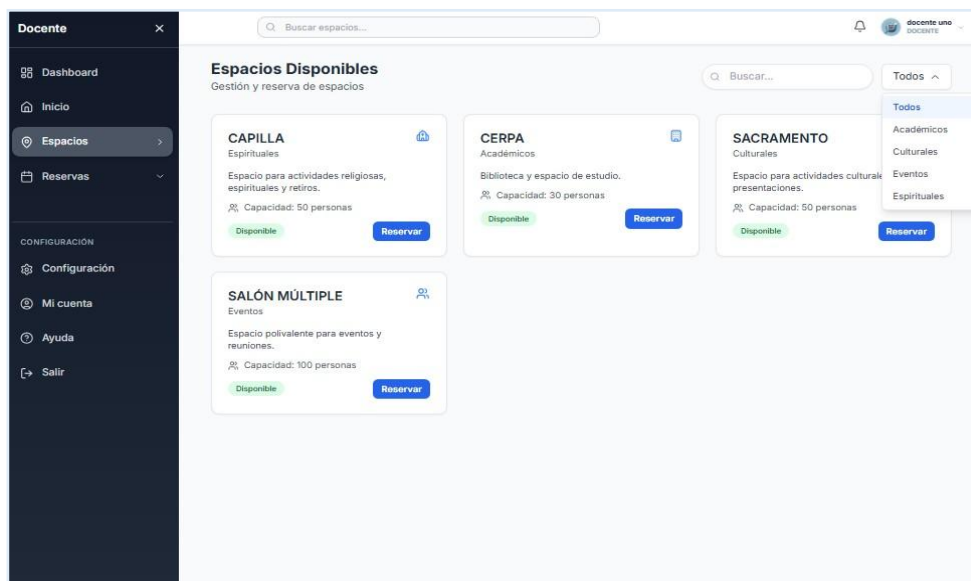 Docente
Dashboard
Inicio
Espacios
Reservas
CONFIGURACIÓN
Configuración
Mi cuenta
Ayuda
Salir
Buscar espacios...
docente uno
DOCENTE
Espacios Disponibles
Gestión y reserva de espacios
Buscar...
Todos
Todos
Académicos
Culturales
Eventos
Espirituales
CAPILLA
Espirituales
Espacio para actividades religiosas,
espirituales y retiros.
Capacidad: 50 personas
Disponible
Reservar
CERPA
Académicos
Biblioteca y espacio de estudio.
Capacidad: 30 personas
Disponible
Reservar
SACRAMENTO
Culturales
Espacio para actividades culturale
presentaciones.
Capacidad: 50 personas
Disponible
Reservar
SALÓN MÚLTIPLE
Eventos
Espacio polivalente para eventos y
reuniones.
Capacidad: 100 personas
Disponible
Reservar